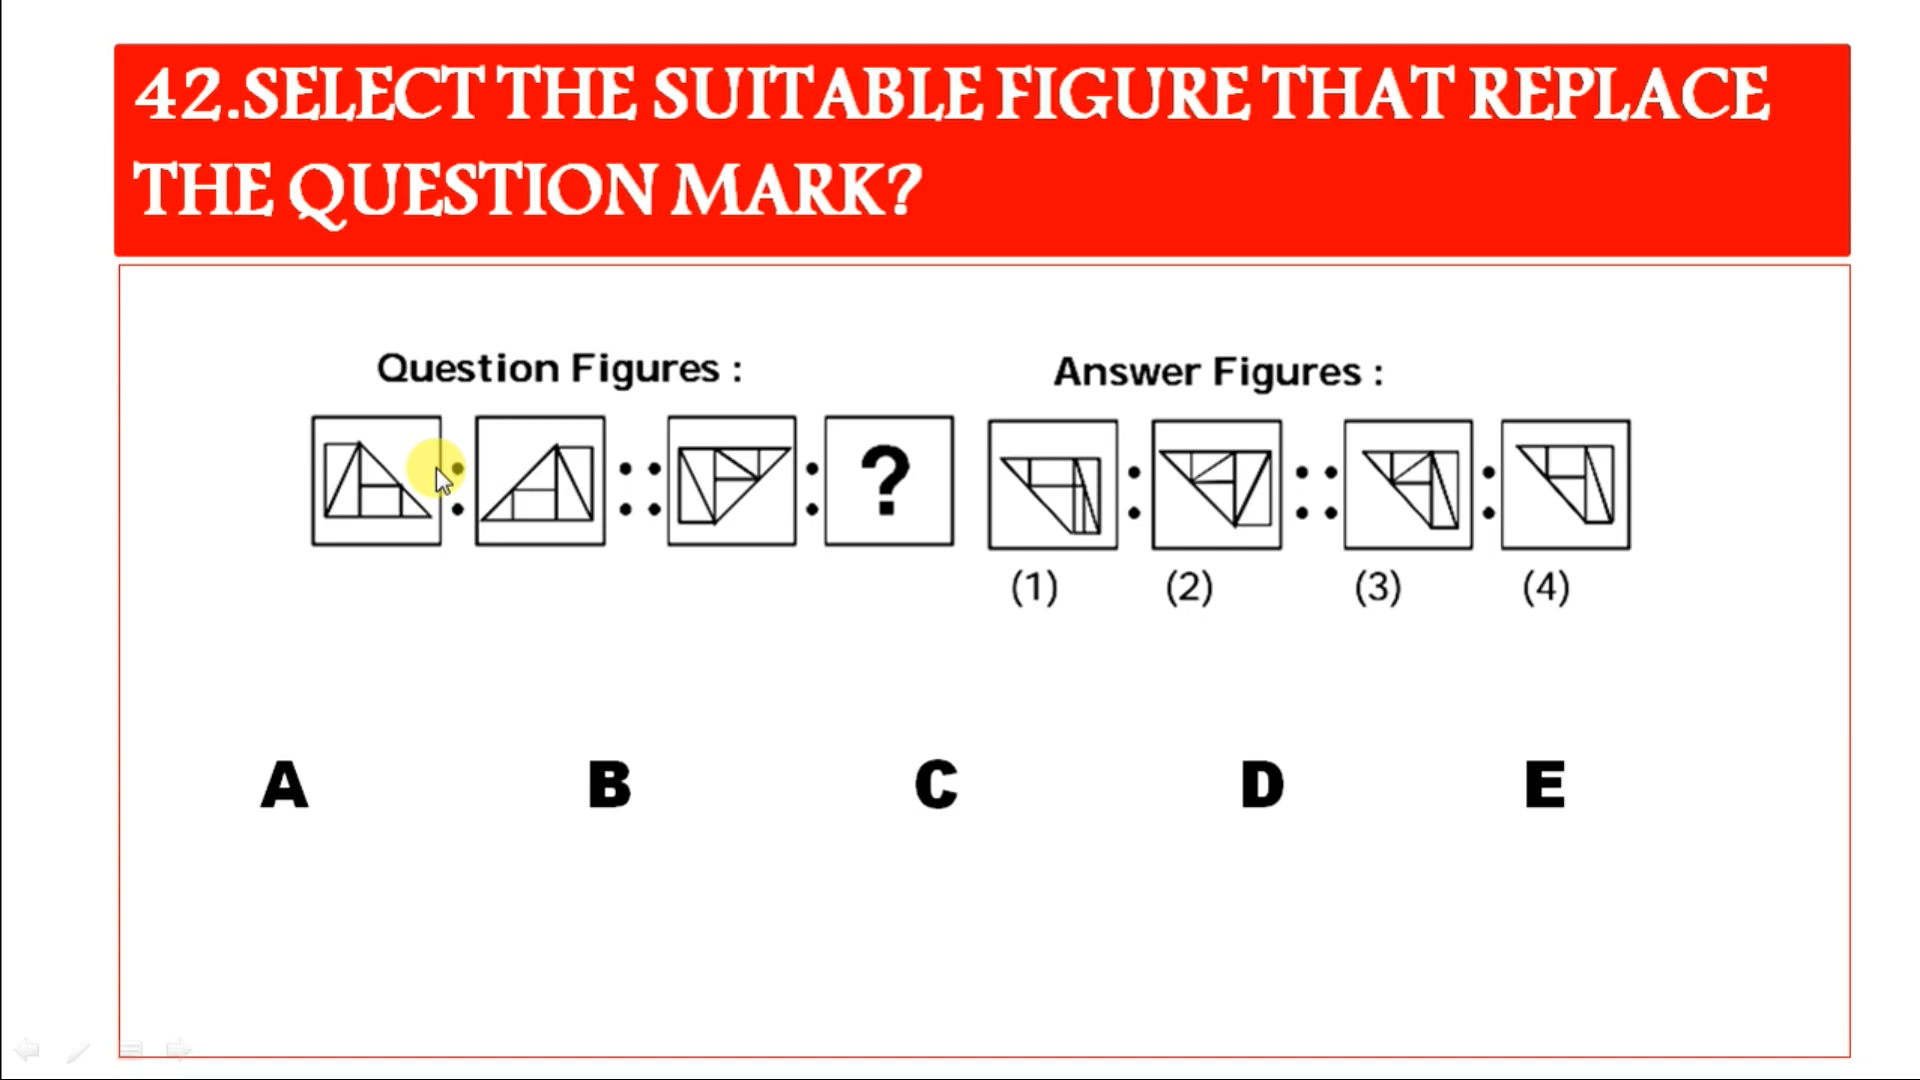 42.SELECT THE SUITABLE FIGURE THAT REPLACE
THE QUESTION MARK?
Question Figures :
Answer Figures :
?
(1) (2) (3) (4)
A B C D E